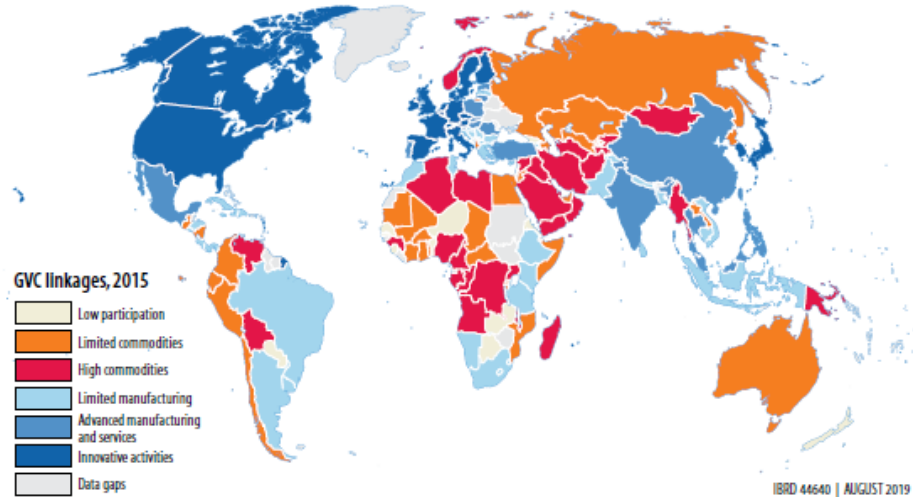 GVC linkages, 2015
Low participation
Limited commodities
High commodities
Limited manufacturing
Advanced manufacturing
and services
Innovative activities
Data gaps
IBRD 44640 | AUGUST 2019